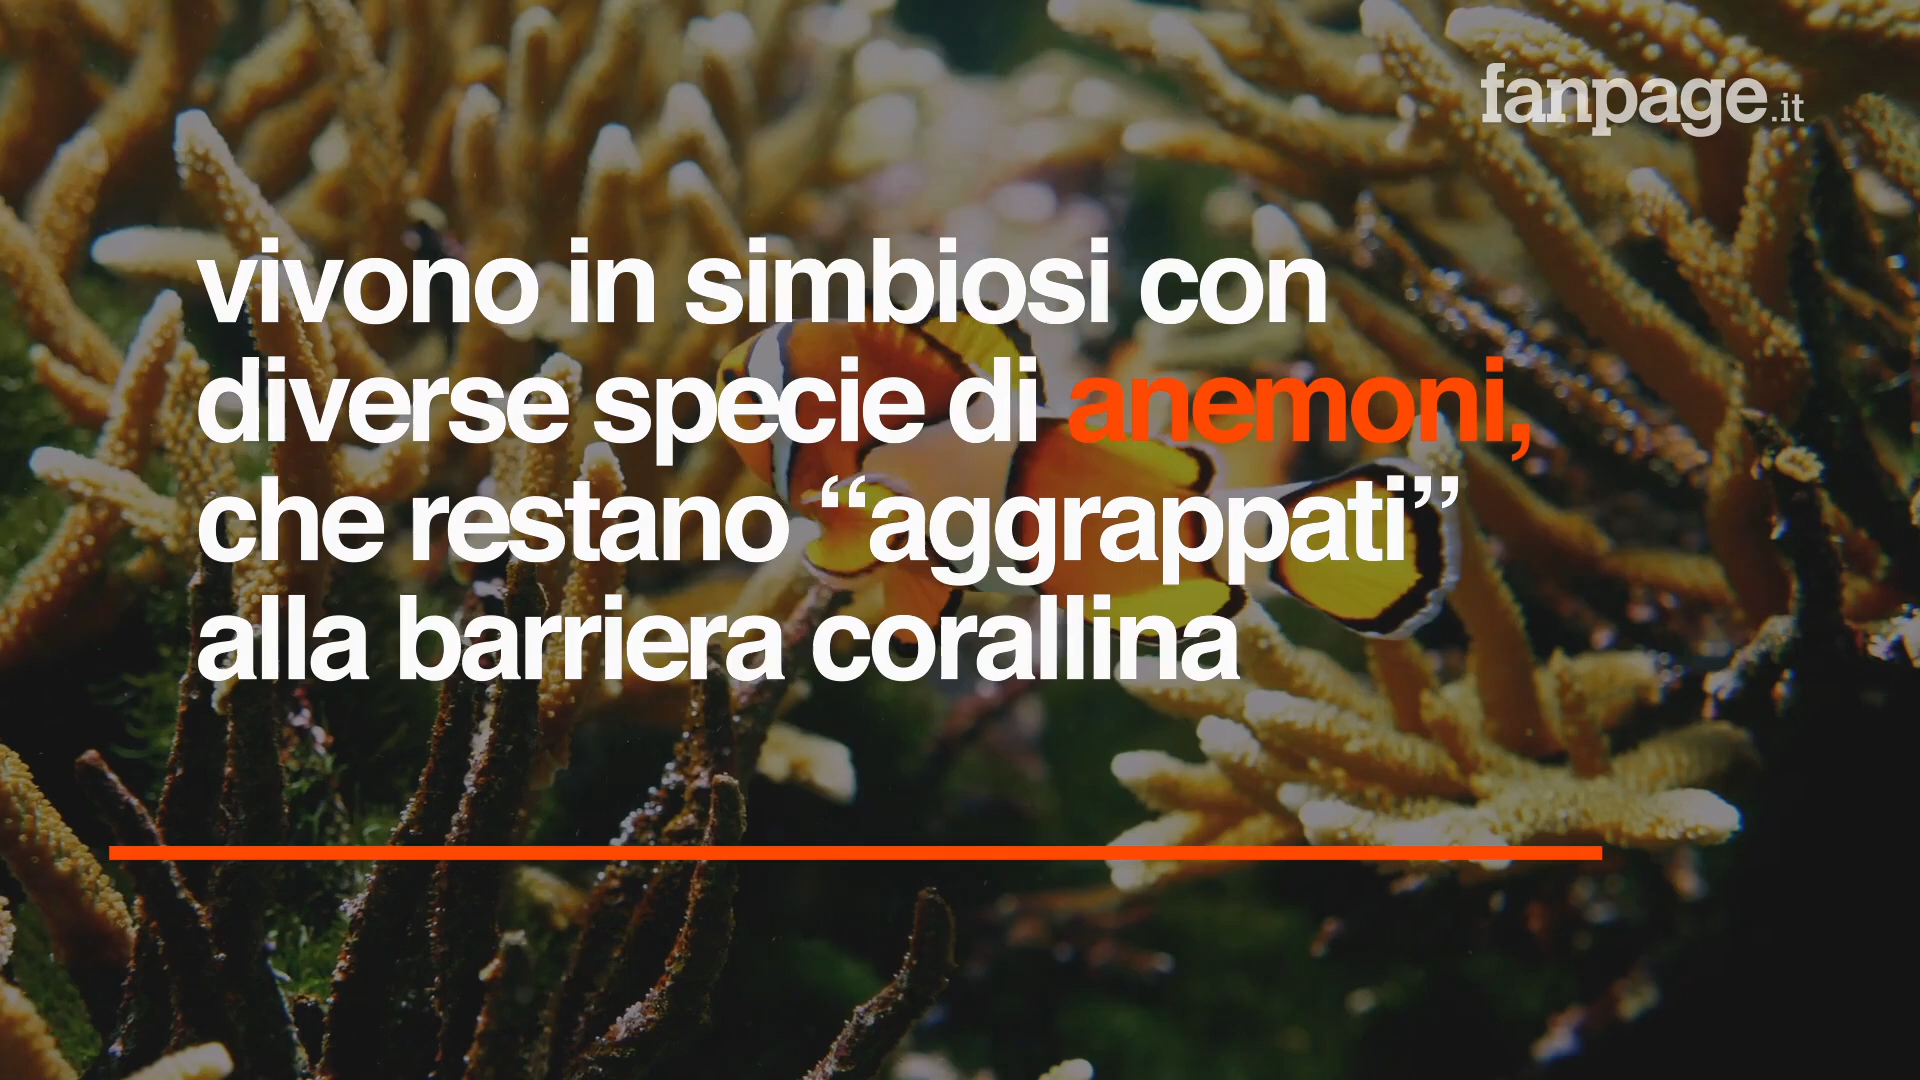 fanpage.it
vivono in simbiosi con
diverse specie di anemoni,
che restano “aggrappati”
alla barriera corallina